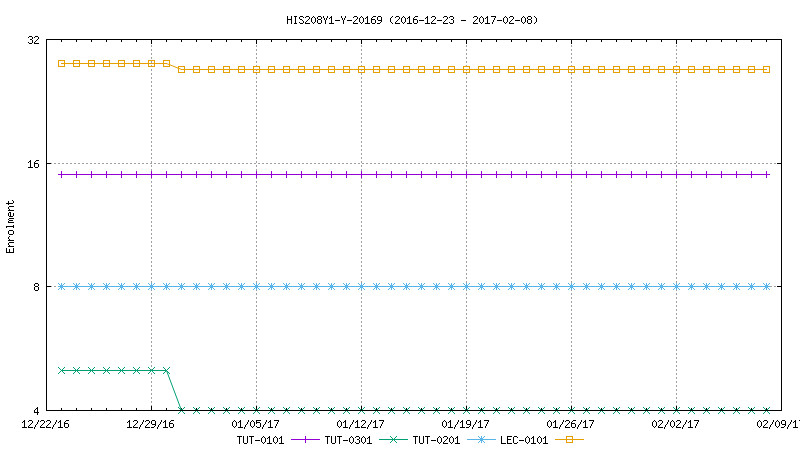 HIS208Y1-Y-20169 (2016-12-23 - 2017-02-08)
32
16
Enrolment
8
4
12/22/16 12/29/16 01/05/17 01/12/17 01/19/17 01/26/17 02/02/17 02/09/17
TUT-0101 TUT-0301 TUT-0201 LEC-0101